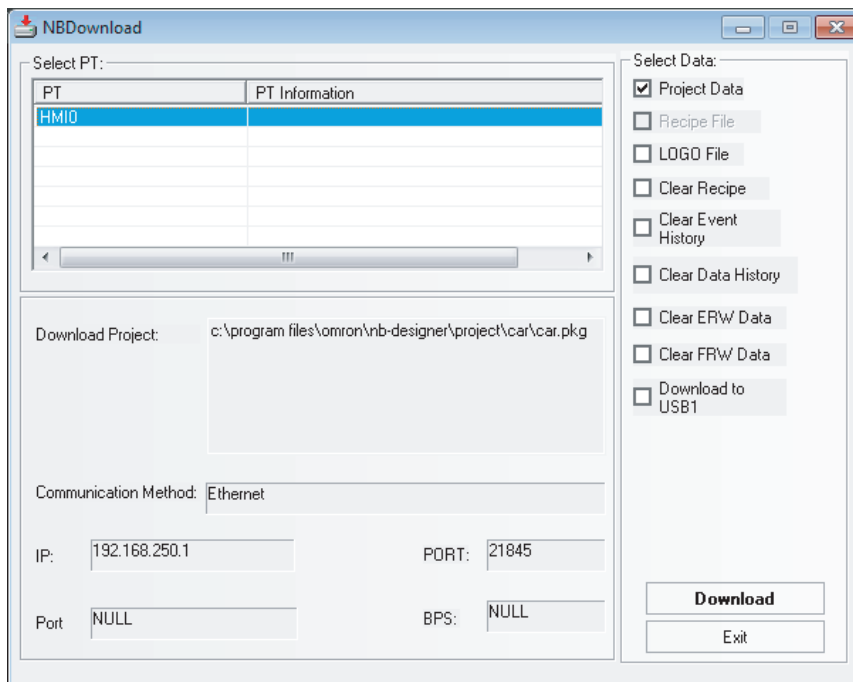 NBDownload
Select PT:
PT PT Information
HMI0
Download Project: c:\program files\omron\nb-designer\project\car\car.pkg
Communication Method: Ethernet
IP: 192.168.250.1 PORT: 21845
Port NULL BPS: NULL
Select Data:
Project Data
Recipe File
LOGO File
Clear Recipe
Clear Event
History
Clear Data History
Clear ERW Data
Clear FRW Data
Download to
USB1
Download
Exit